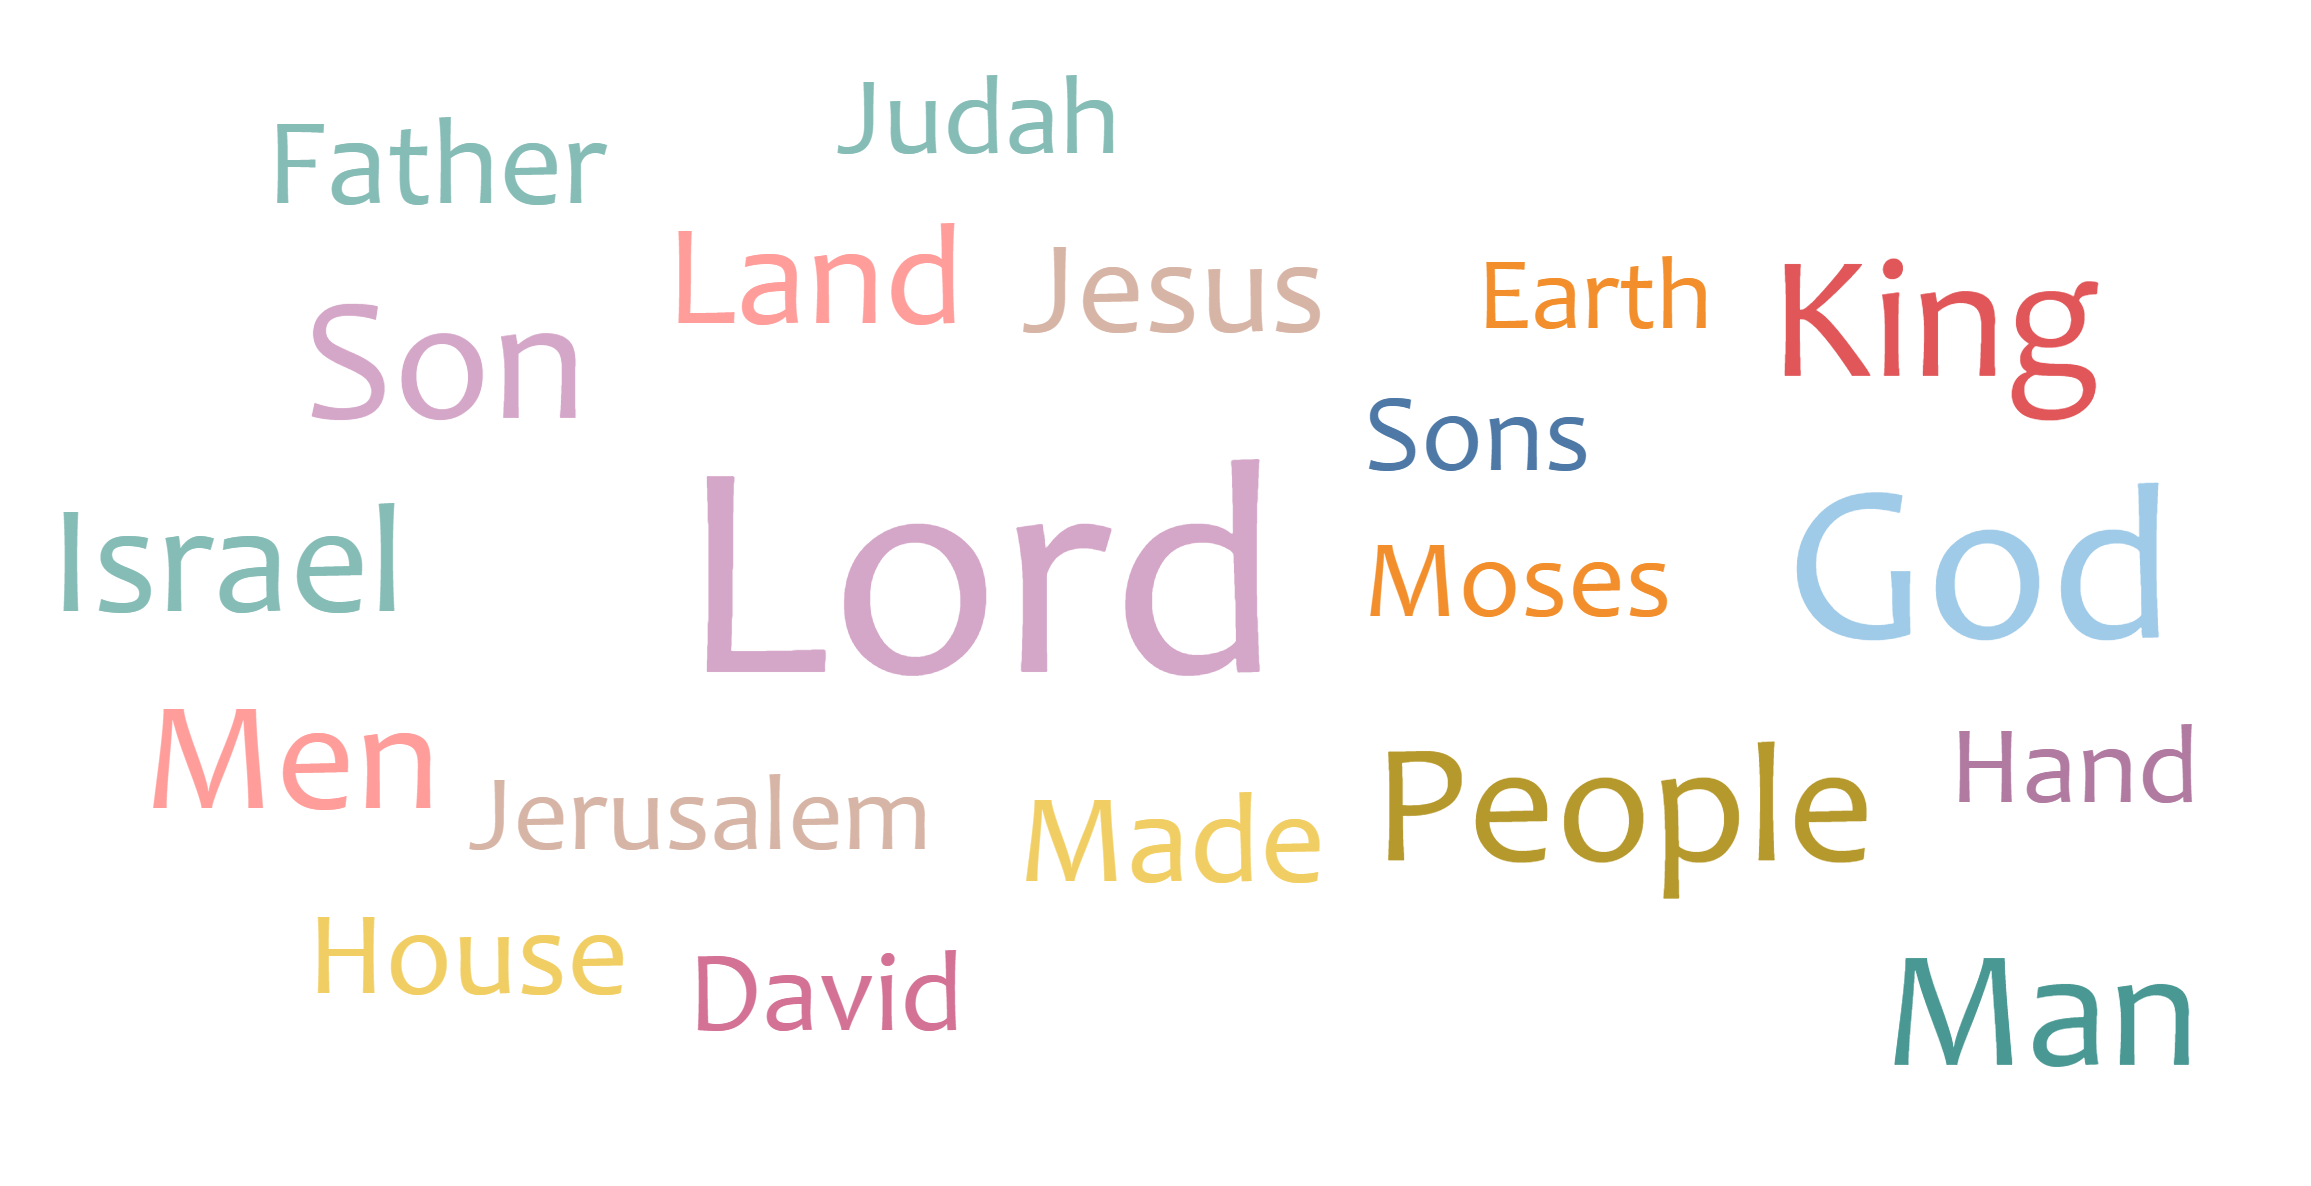 Judah
Father
Land
Jesus
Earth
King
Son
Sons
Lord
Israel
Moses
God
Men
Jerusalem
Made
People
Hand
House
David
Man